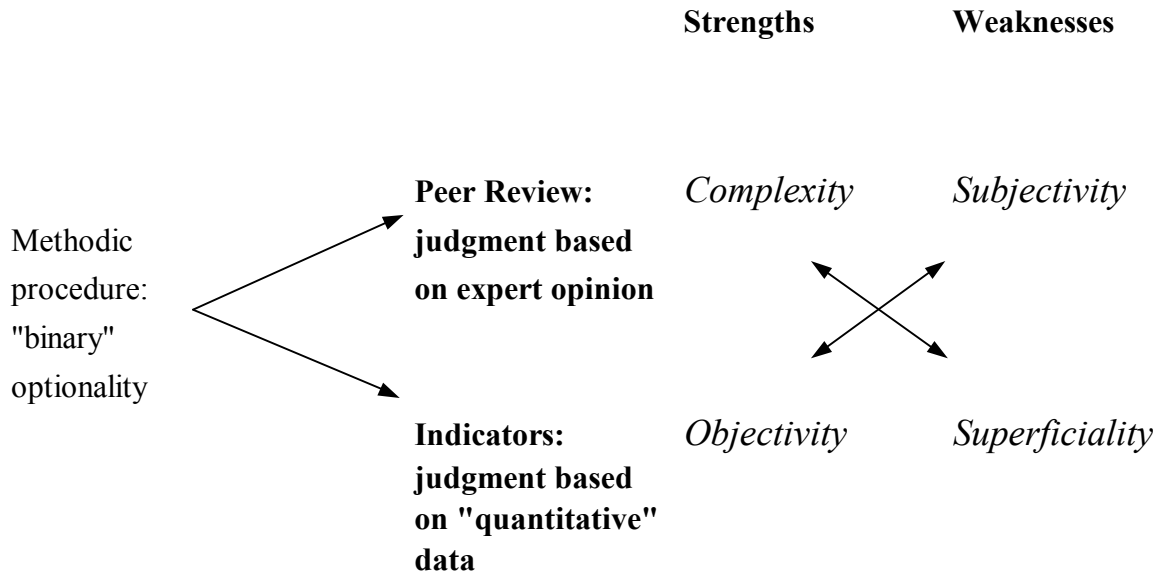 Strengths Weaknesses
Peer Review: Complexity Subjectivity
Methodic judgment based
procedure: on expert opinion
"binary"
optionality
Indicators: Objectivity Superficiality
judgment based
on "quantitative"
data